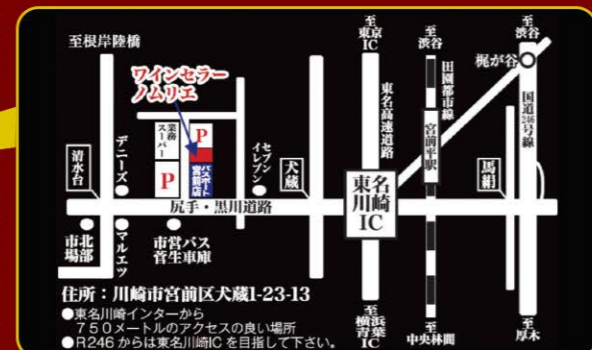 至根岸陸橋
至東京IC
至渋谷
至渋谷
梶が谷
ワインセラー
ノムリエ
東名高速道路
田園都市線
国道246号線
デニーズ
業務スーパー
P
P
パスポート宮前店
セブンイレブン
清水台
犬蔵
宮前平駅
馬絹
東名
川崎
IC
尻手・黒川道路
北部市場
マルエツ
市営バス
菅生車庫
至横浜青葉IC
至中央林間
至厚木
住所：川崎市宮前区犬蔵1-23-13
●東名川崎インターから
７５０メートルのアクセスの良い場所
●R246からは東名川崎ICを目指して下さい。